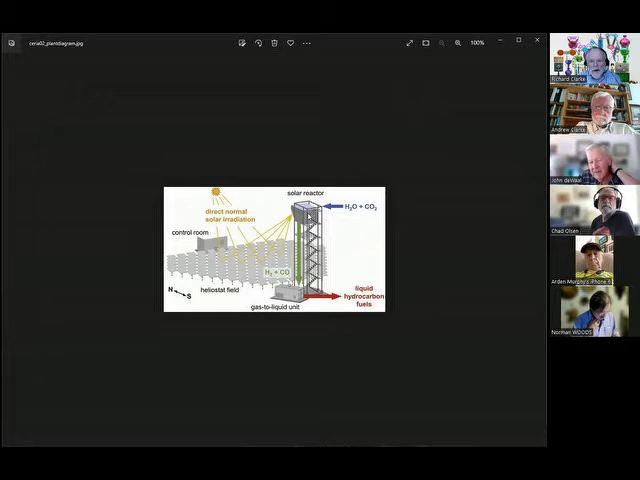 ceria02_plantdiagram.jpg
100%
solar reactor
H₂O + CO₂
direct normal
solar irradiation
control room
H₂ + CO
heliostat field
N
S
gas-to-liquid unit
liquid
hydrocarbon
fuels
Richard Clarke
Andrew Clarke
John deWaal
Chad Olsen
Arden Murphy's iPhone 6
Norman WOODS